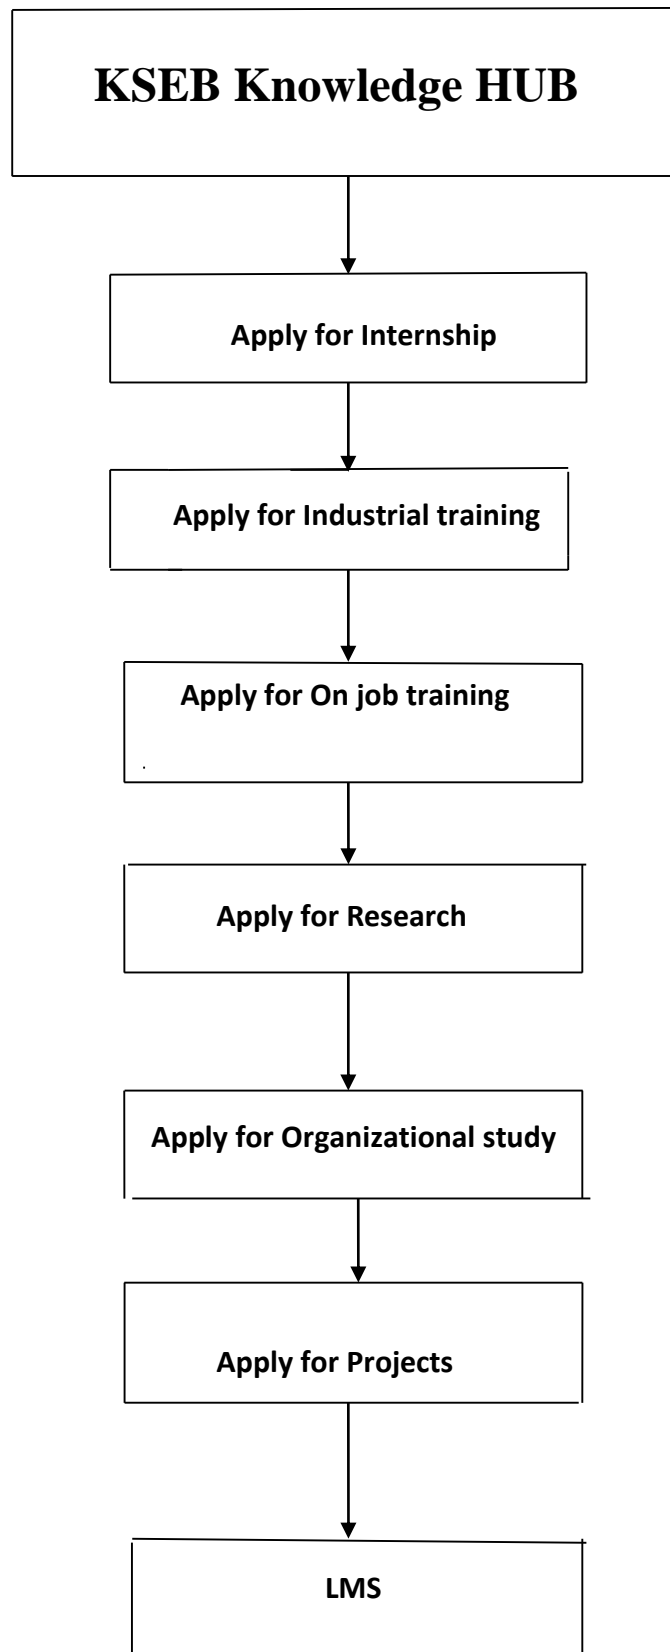 KSEB Knowledge HUB
Apply for Internship
Apply for Industrial training
Apply for On job training
.
Apply for Research
Apply for Organizational study
Apply for Projects
LMS